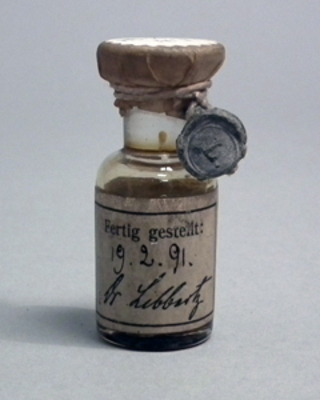 Fertig gestellt:
19.2.91.
Dr Libbertz